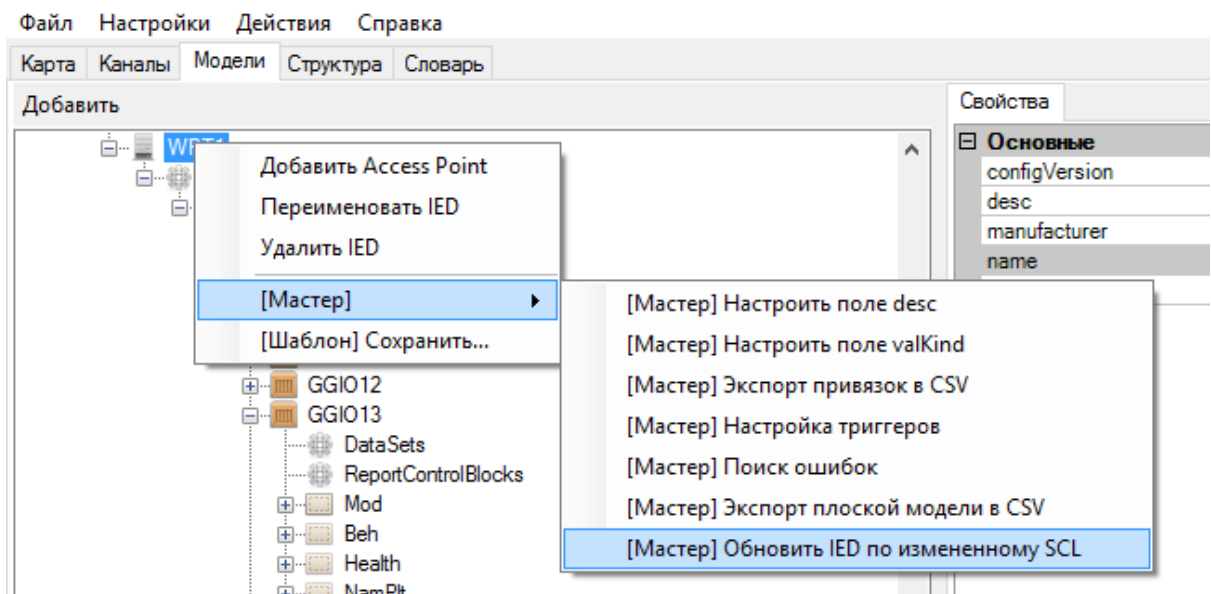 Файл Настройки Действия Справка
Карта Каналы Модели Структура Словарь
Добавить
Свойства
Основные
configVersion
desc
manufacturer
name
Добавить Access Point
Переименовать IED
Удалить IED
[Мастер]
[Шаблон] Сохранить...
[Мастер] Настроить поле desc
[Мастер] Настроить поле valKind
[Мастер] Экспорт привязок в CSV
[Мастер] Настройка триггеров
[Мастер] Поиск ошибок
[Мастер] Экспорт плоской модели в CSV
[Мастер] Обновить IED по измененному SCL
GGIO12
GGIO13
DataSets
ReportControlBlocks
Mod
Beh
Health
NamPlt